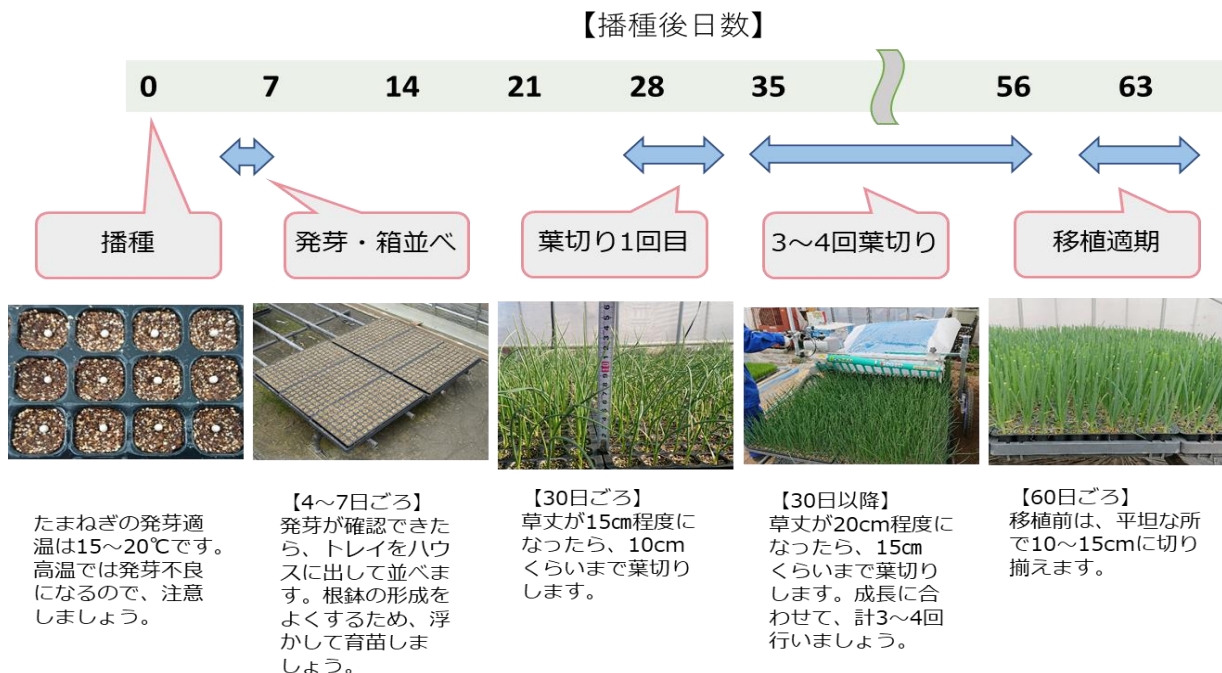 【播種後日数】
0 7 14 21 28 35 56 63
播種
発芽・箱並べ
葉切り1回目
3～4回葉切り
移植適期
たまねぎの発芽適
温は15～20℃です。
高温では発芽不良
になるので、注意
しましょう。
【4～7日ごろ】
発芽が確認できた
ら、トレイをハウ
スに出して並べま
す。根鉢の形成を
よくするため、浮
かして育苗しま
しょう。
【30日ごろ】
草丈が15㎝程度に
なったら、10cm
くらいまで葉切り
します。
【30日以降】
草丈が20cm程度に
なったら、15㎝
くらいまで葉切り
します。成長に合
わせて、計3～4回
行いましょう。
【60日ごろ】
移植前は、平坦な所
で10～15cmに切り
揃えます。